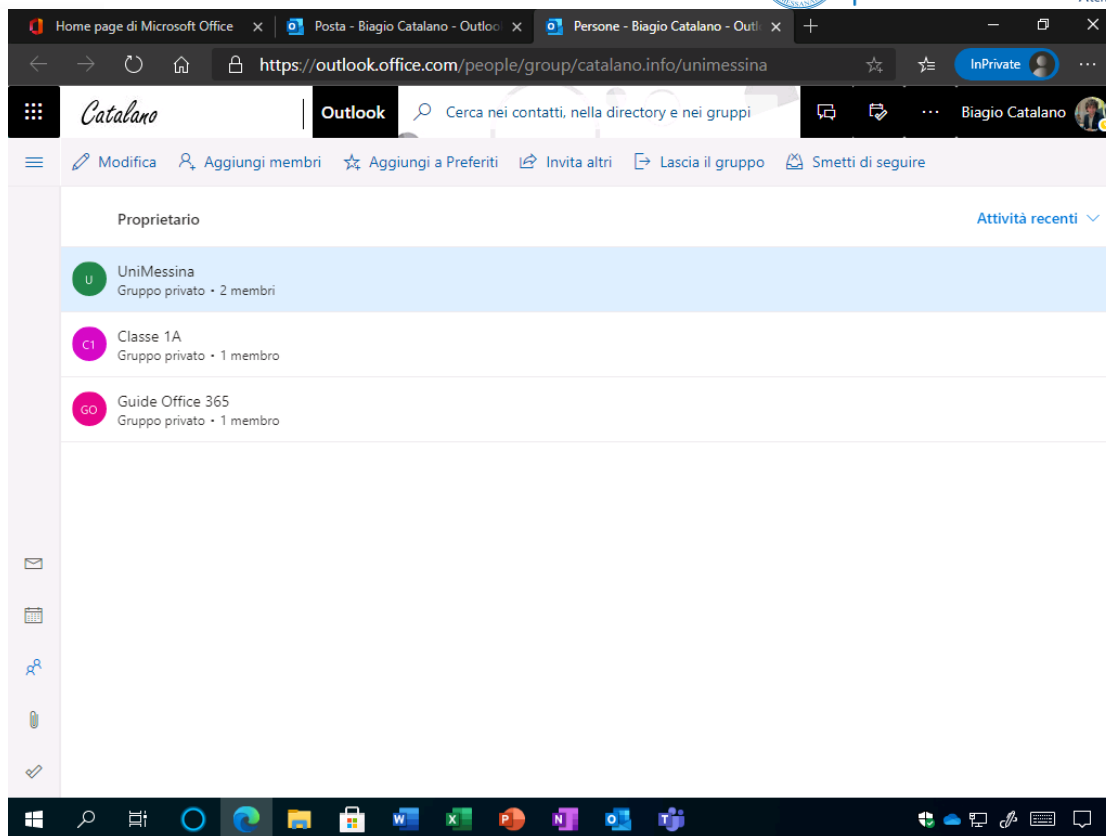 Home page di Microsoft Office
Posta - Biagio Catalano - Outloo
Persone - Biagio Catalano - Outl
https://outlook.office.com/people/group/catalano.info/unimessina
InPrivate
Catalano
Outlook
Cerca nei contatti, nella directory e nei gruppi
Biagio Catalano
Modifica
Aggiungi membri
Aggiungi a Preferiti
Invita altri
Lascia il gruppo
Smetti di seguire
Proprietario
Attività recenti
U
UniMessina
Gruppo privato • 2 membri
C1
Classe 1A
Gruppo privato • 1 membro
GO
Guide Office 365
Gruppo privato • 1 membro